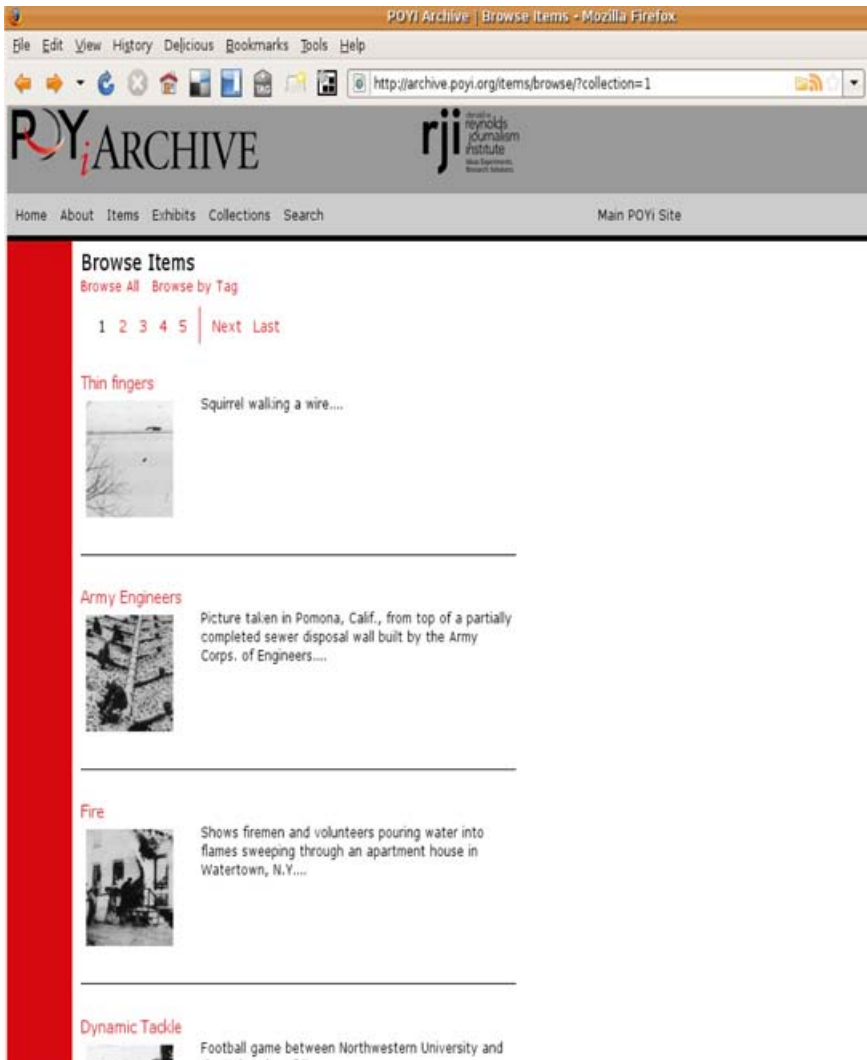 POYi Archive | Browse Items - Mozilla Firefox
File Edit View History Delicious Bookmarks Tools Help
http://archive.poyi.org/items/browse/?collection=1
POYi ARCHIVE
rji
reynolds
journalism
institute
Home About Items Exhibits Collections Search Main POYi Site
Browse Items
Browse All Browse by Tag
1 2 3 4 5 Next Last
Thin fingers
Squirrel walking a wire....
Army Engineers
Picture taken in Pomona, Calif., from top of a partially
completed sewer disposal wall built by the Army
Corps. of Engineers....
Fire
Shows firemen and volunteers pouring water into
flames sweeping through an apartment house in
Watertown, N.Y....
Dynamic Tackle
Football game between Northwestern University and